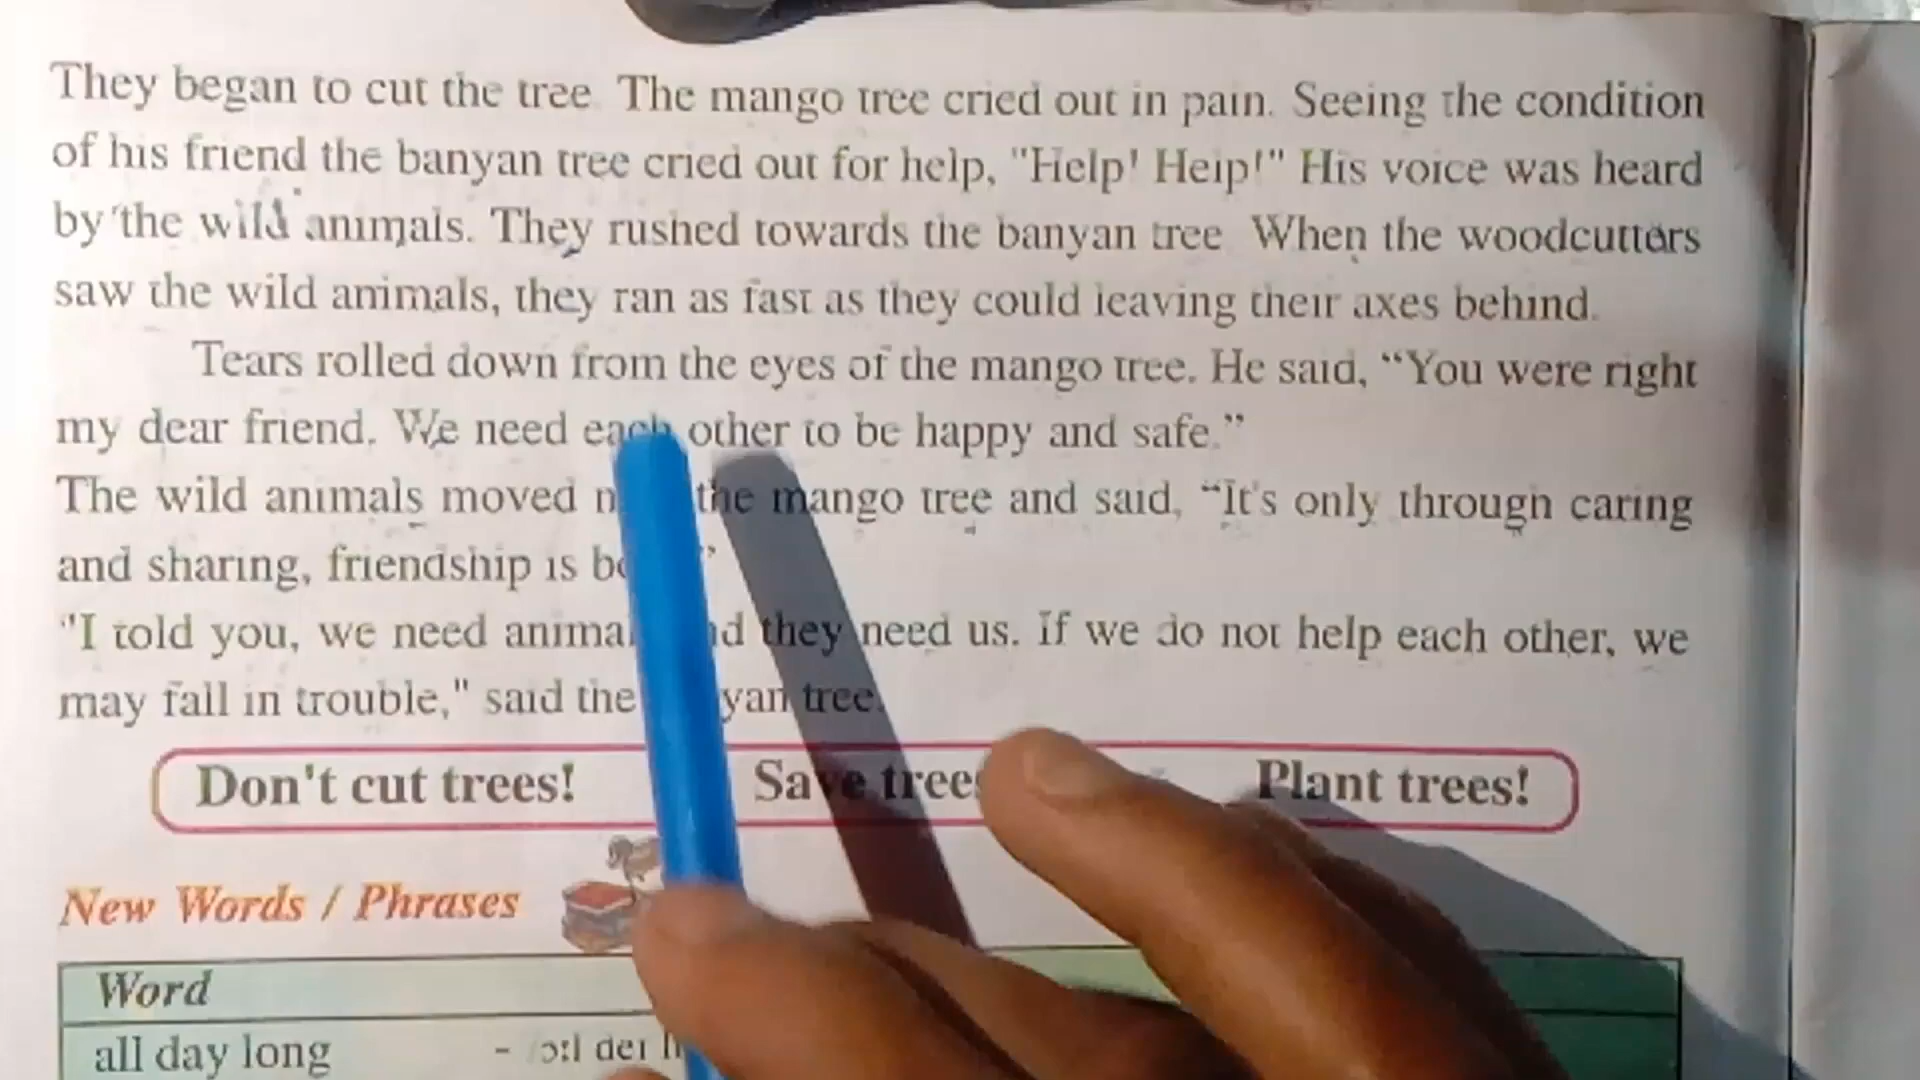 They began to cut the tree. The mango tree cried out in pain. Seeing the condition
of his friend the banyan tree cried out for help, "Help! Help!" His voice was heard
by the wild animals. They rushed towards the banyan tree. When the woodcutters
saw the wild animals, they ran as fast as they could leaving their axes behind.
Tears rolled down from the eyes of the mango tree. He said, “You were right
my dear friend. We need each other to be happy and safe.”
The wild animals moved the mango tree and said, “It's only through caring
and sharing, friendship is
"I told you, we need they need us. If we do not help each other, we
may fall in trouble," said the tree.
Don't cut trees! Save Plant trees!
New Words / Phrases
Word
all day long -